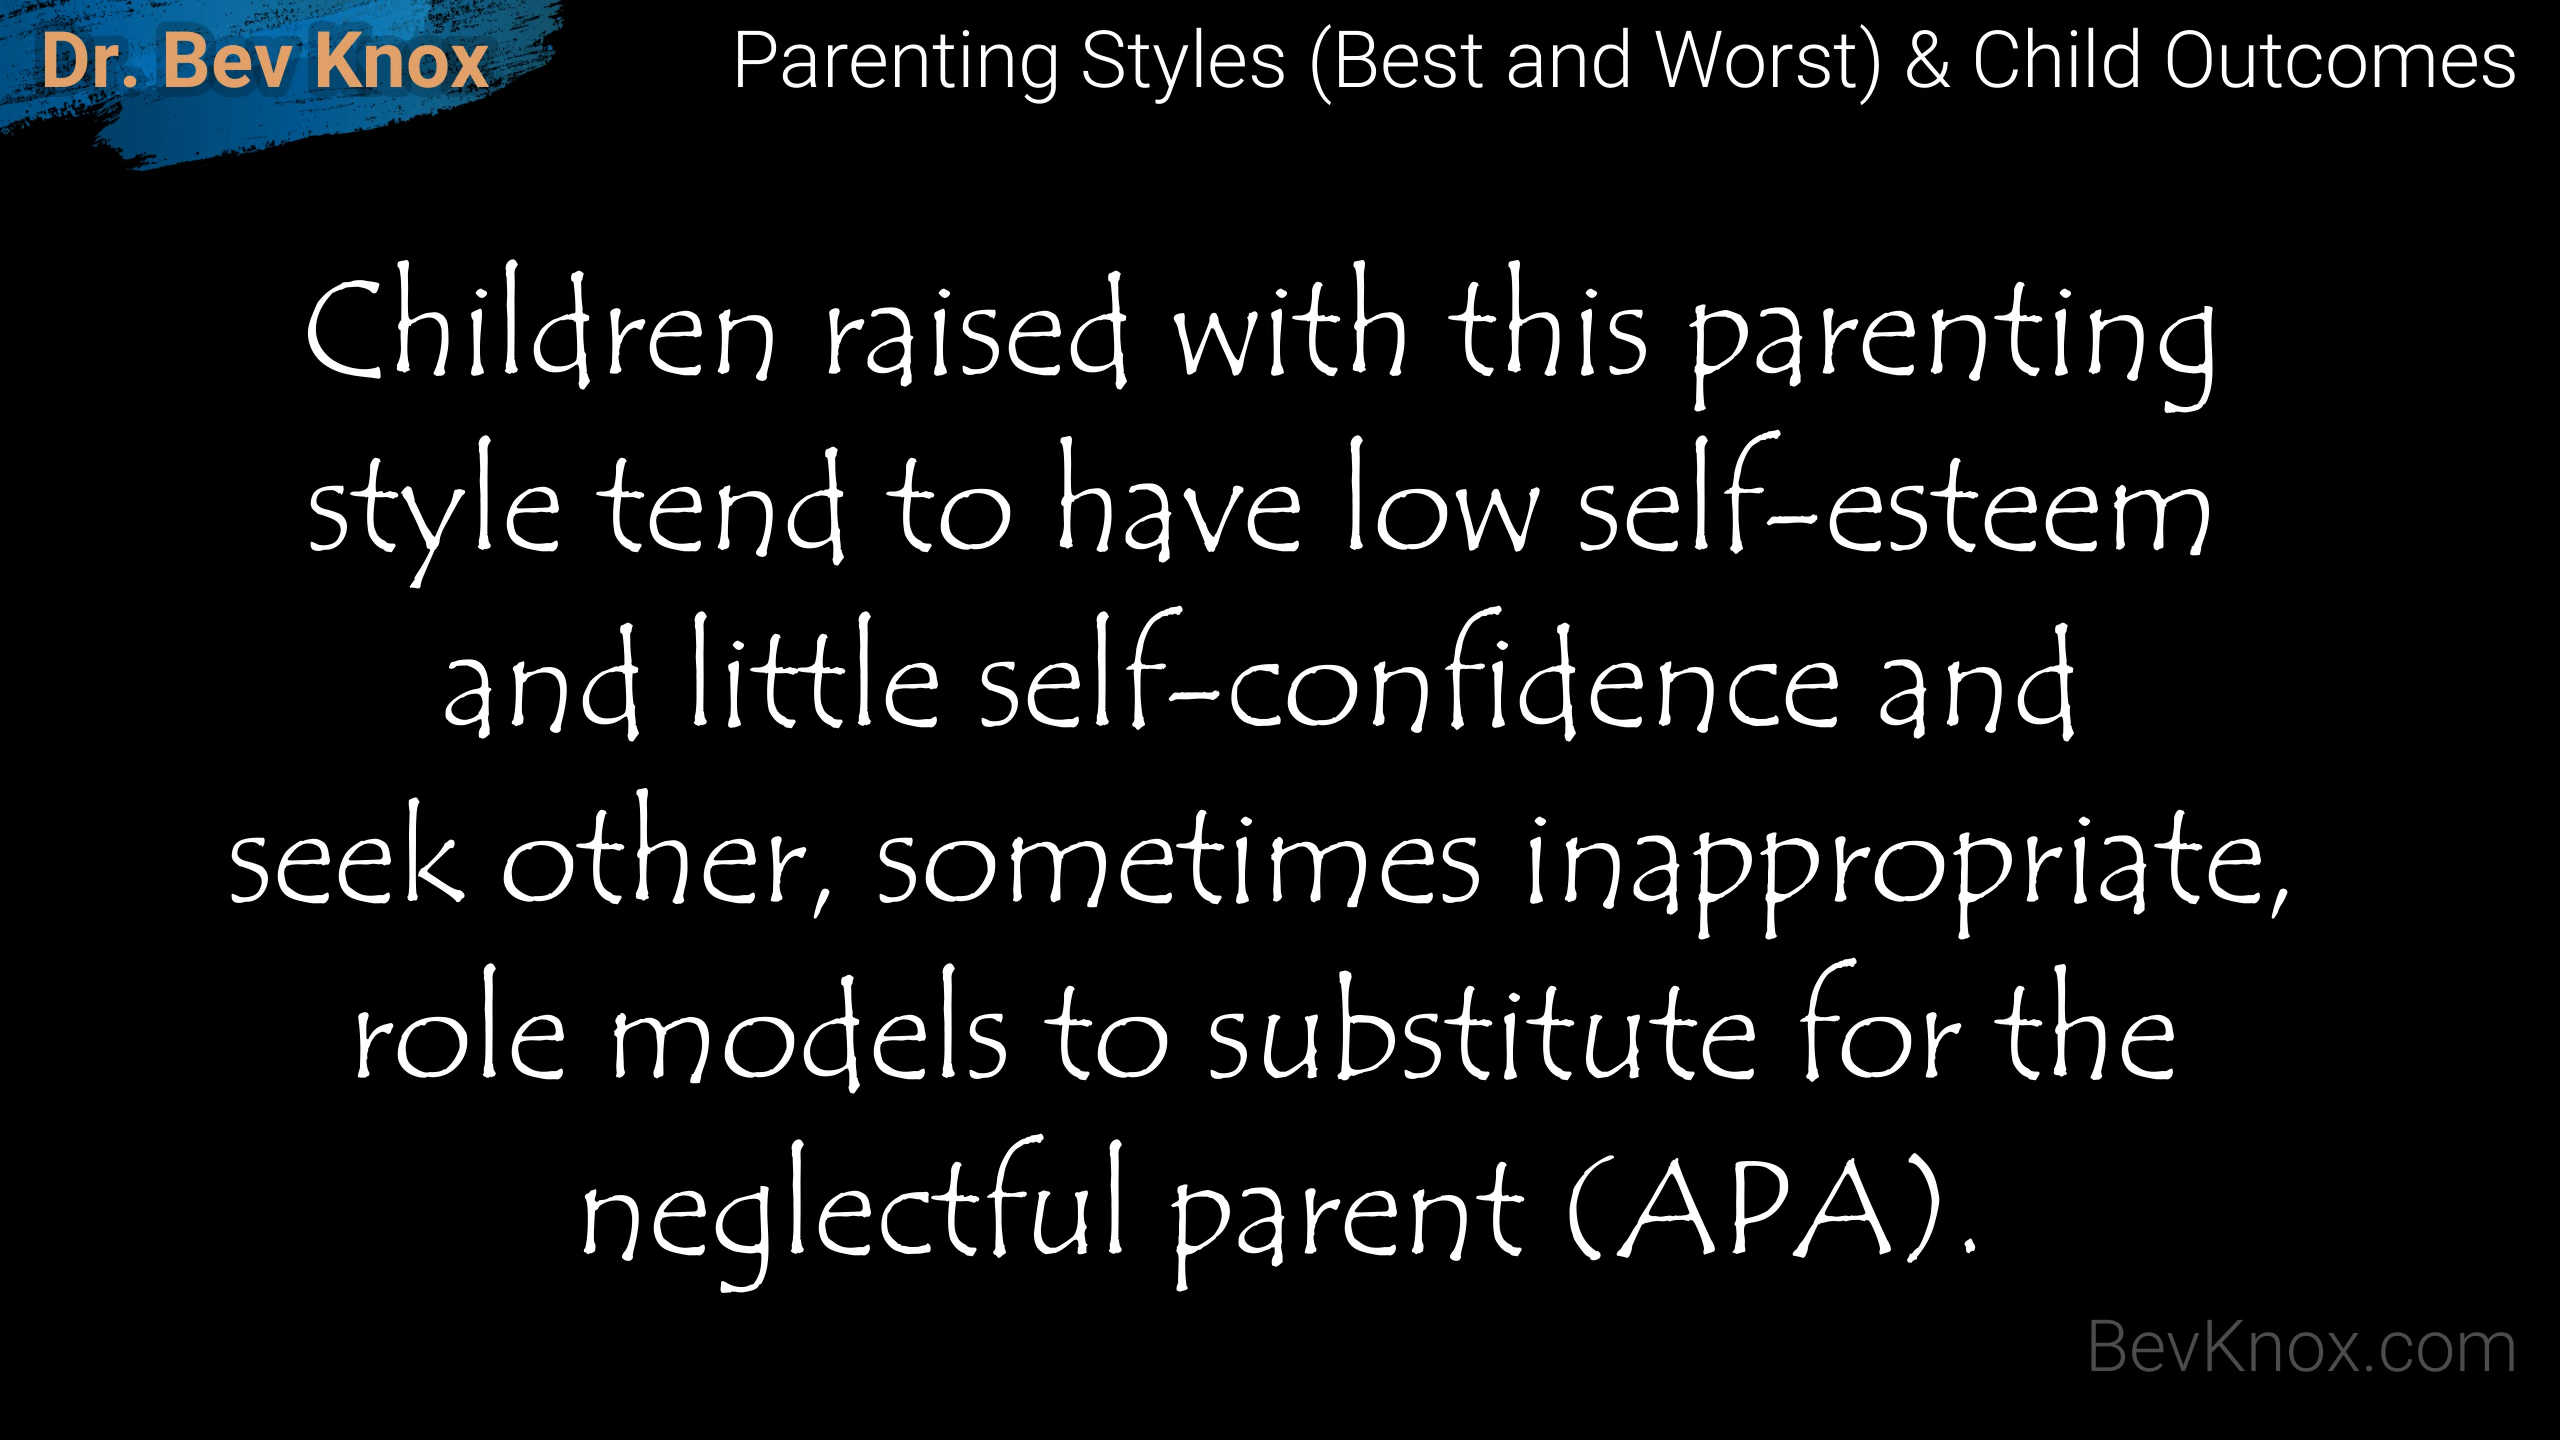 Dr. Bev Knox
Parenting Styles (Best and Worst) & Child Outcomes
Children raised with this parenting
style tend to have low self-esteem
and little self-confidence and
seek other, sometimes inappropriate,
role models to substitute for the
neglectful parent (APA).
BevKnox.com